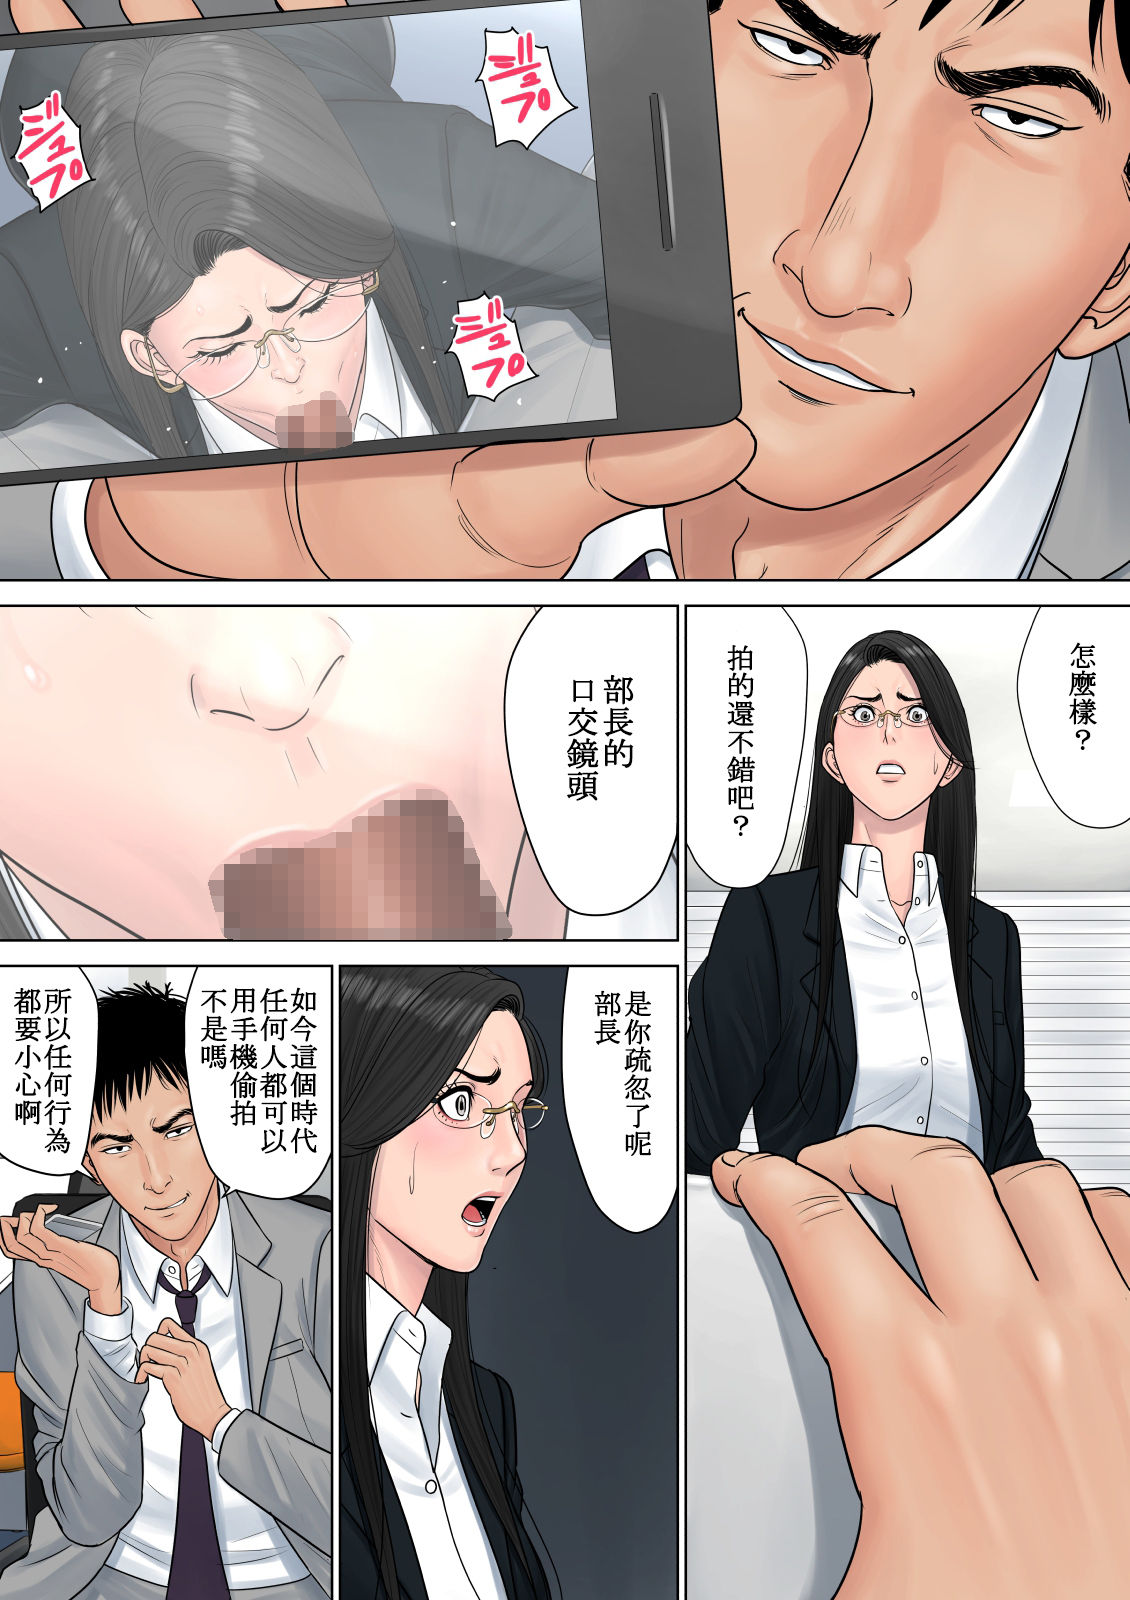 ジュプ
ジュプ
ジュプ
怎麼樣？
拍的還不錯吧？
部長的
口交鏡頭
是你疏忽了呢
部長
如今這個時代
任何人都可以
用手機偷拍
不是嗎
所以任何行為
都要小心啊